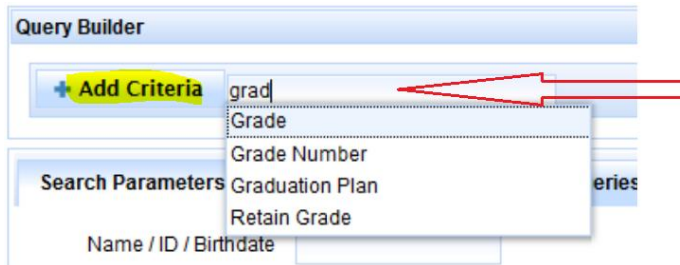 Query Builder
+ Add Criteria grad
Grade
Grade Number
Search Parameters Graduation Plan eries
Retain Grade
Name / ID / Birthdate